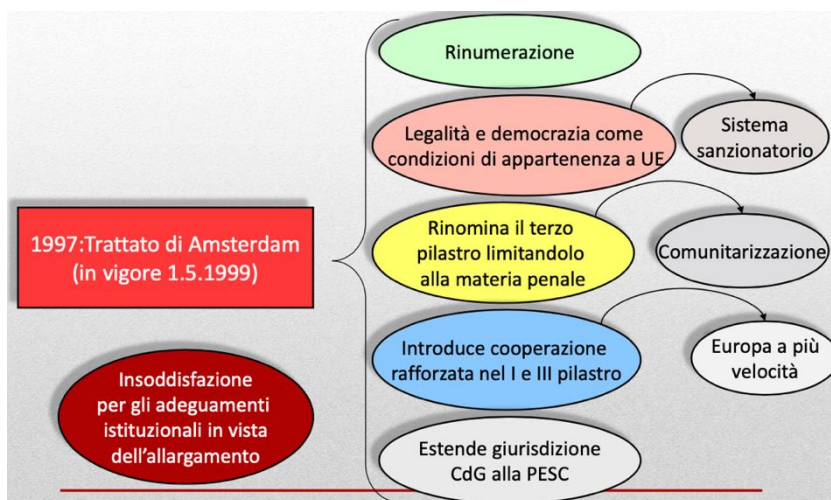 Rinumerazione
Legalità e democrazia come
condizioni di appartenenza a UE
Sistema
sanzionatorio
1997:Trattato di Amsterdam
(in vigore 1.5.1999)
Rinomina il terzo
pilastro limitandolo
alla materia penale
Comunitarizzazione
Introduce cooperazione
rafforzata nel I e III pilastro
Europa a più
velocità
Insoddisfazione
per gli adeguamenti
istituzionali in vista
dell'allargamento
Estende giurisdizione
CdG alla PESC